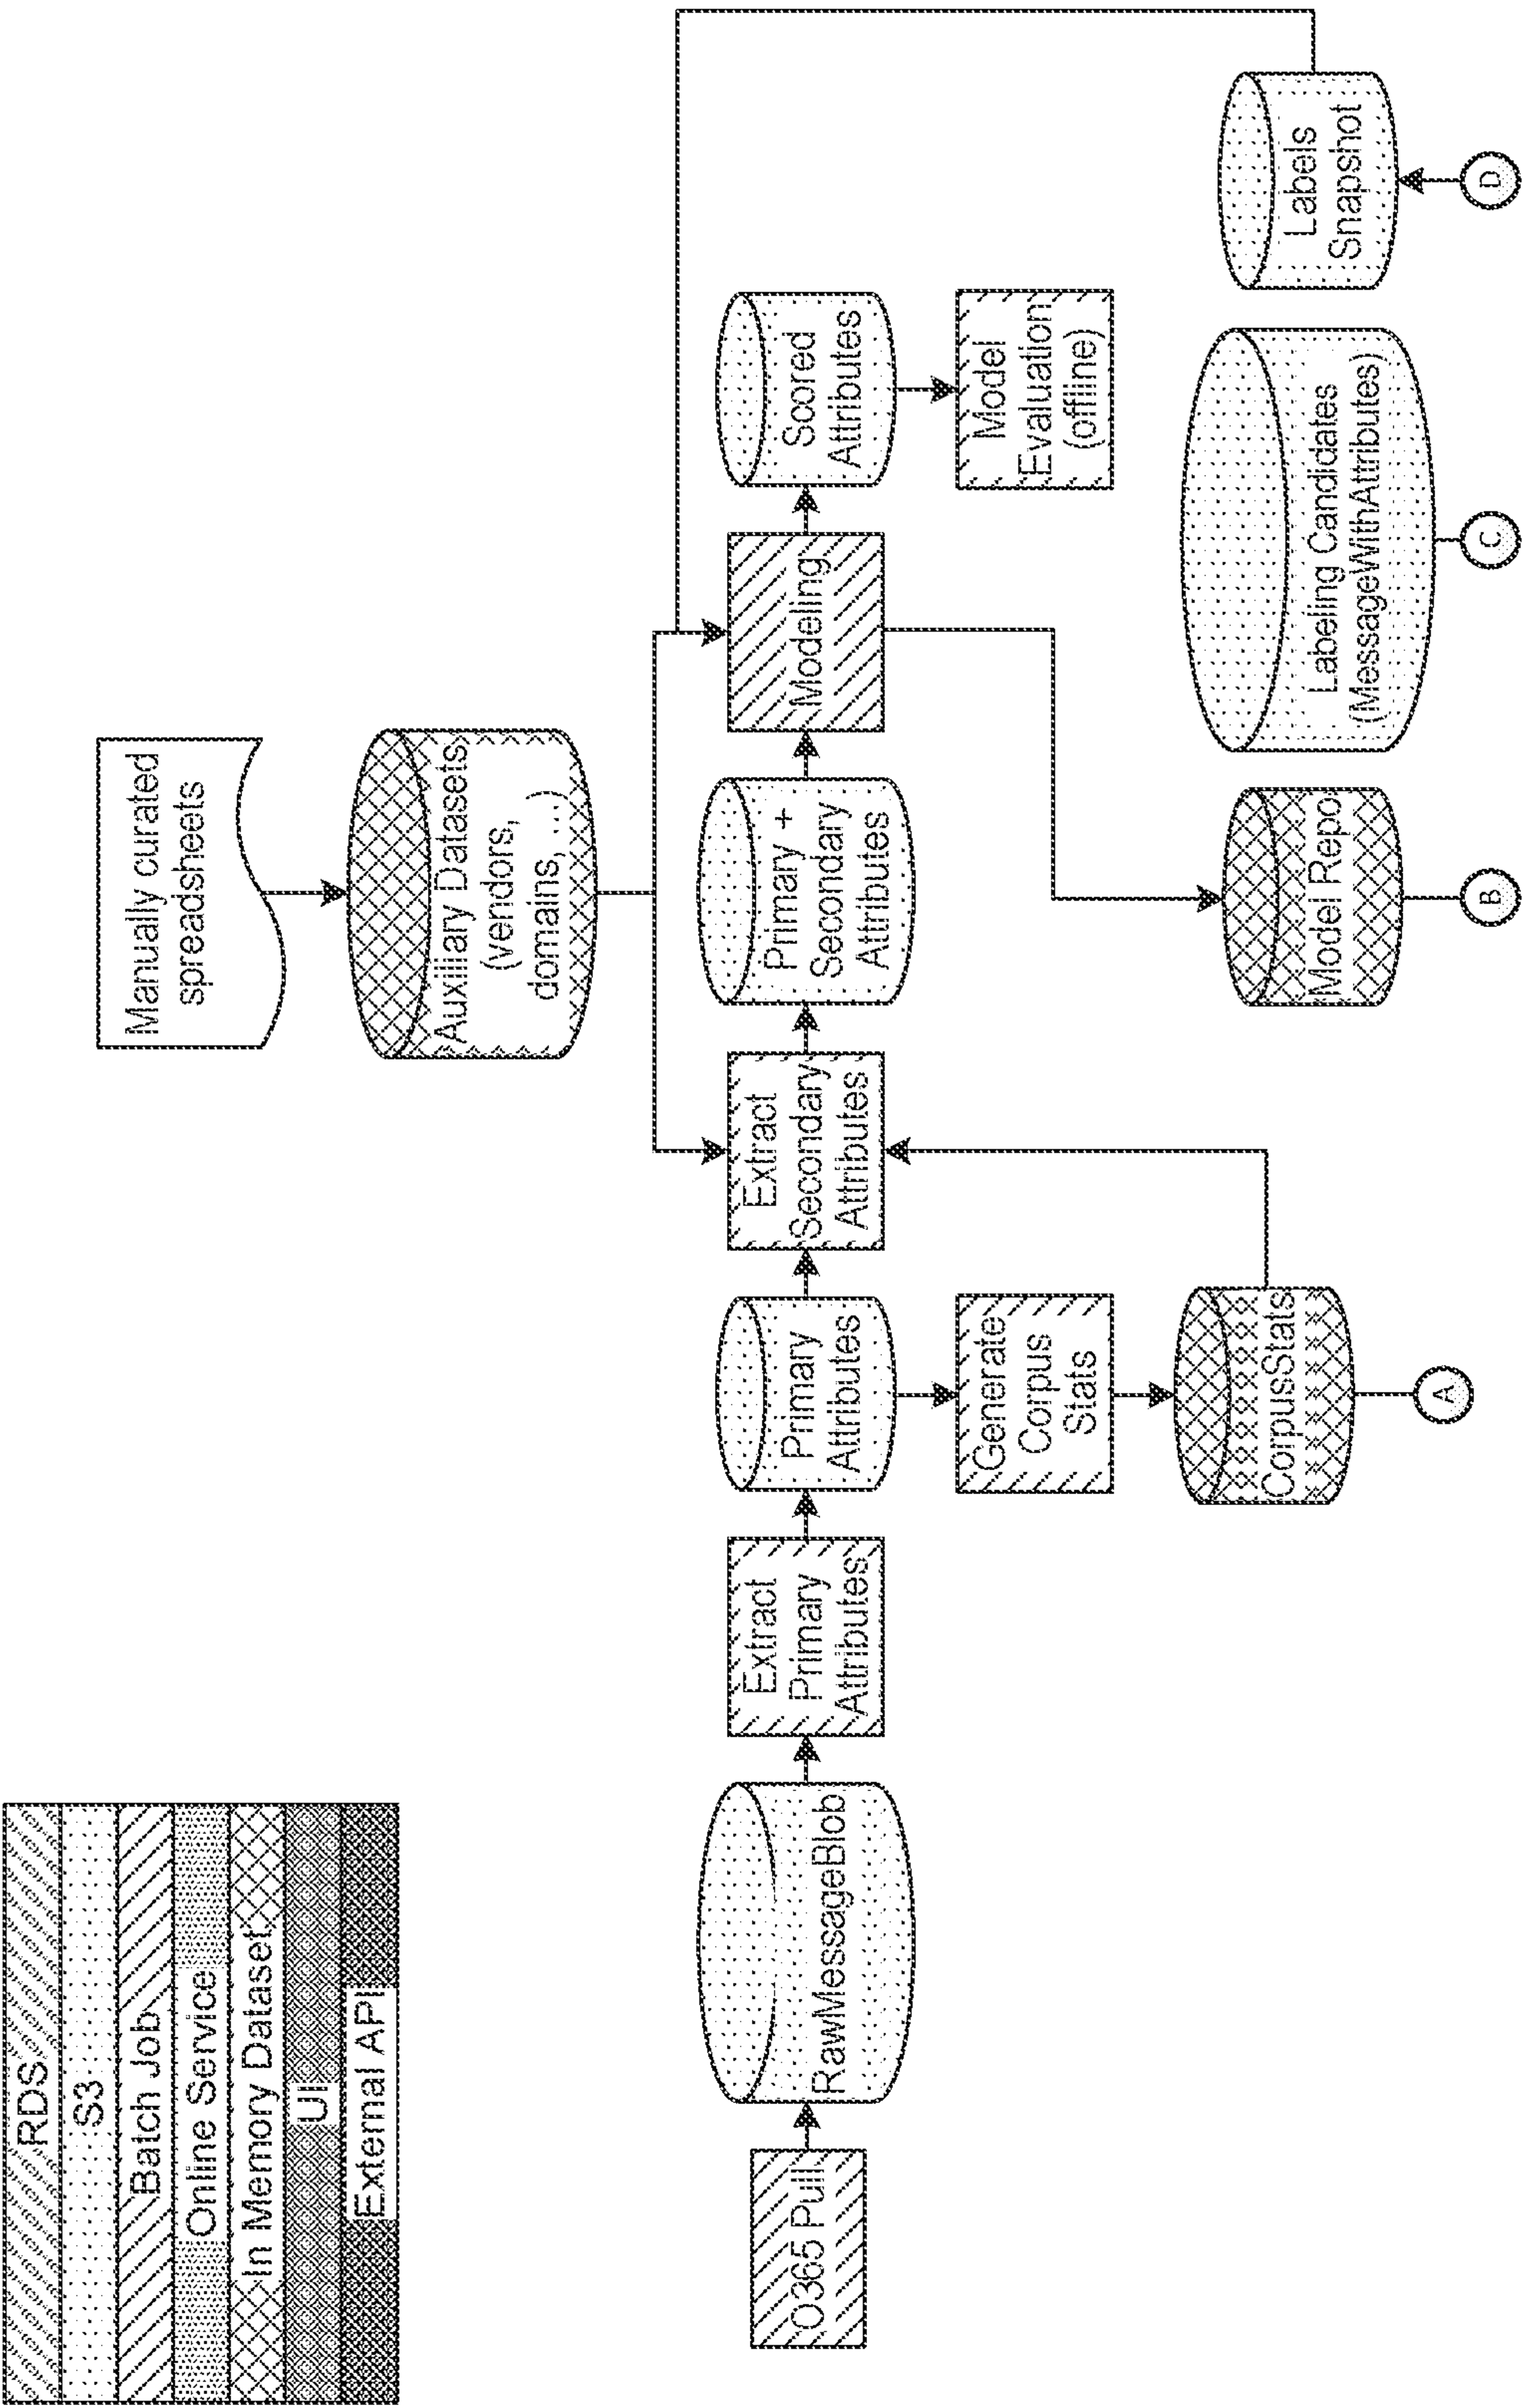 RDS
S3
Batch Job
Online Service
In Memory Dataset
UI
External API
Manually curated
spreadsheets
Auxiliary Datasets
(vendors,
domains, ...)
O365 Pull
RawMessageBlob
Extract
Primary
Attributes
Primary
Attributes
Extract
Secondary
Attributes
Primary +
Secondary
Attributes
Modeling
Scored
Attributes
Generate
Corpus
Stats
Model
Evaluation
(offline)
CorpusStats
Model Repo
Labeling Candidates
(MessageWithAttributes)
Labels
Snapshot
A
B
C
D